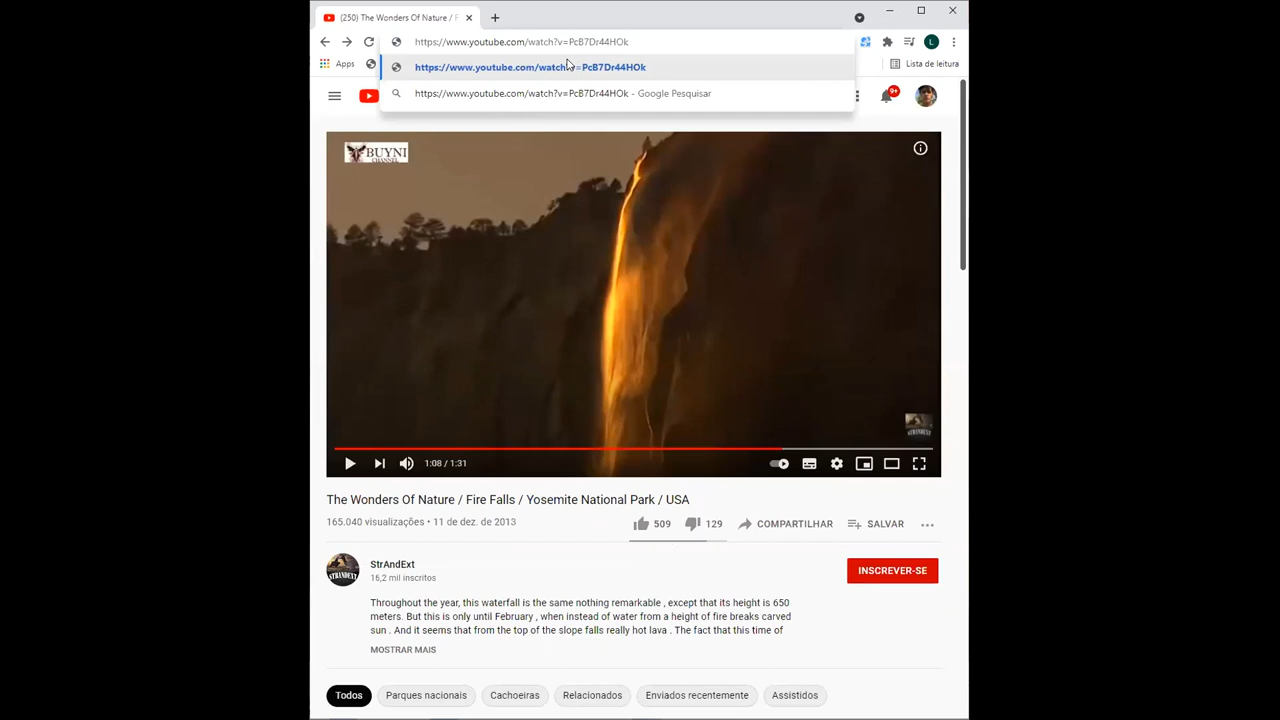 (250) The Wonders Of Nature / F
https://www.youtube.com/watch?v=PcB7Dr44HOk
Apps
https://www.youtube.com/watch?v=PcB7Dr44HOk
Lista de leitura
https://www.youtube.com/watch?v=PcB7Dr44HOk - Google Pesquisar
9+
L
BUYNI
CHANNEL
STRANDEXT
1:08 / 1:31
The Wonders Of Nature / Fire Falls / Yosemite National Park / USA
165.040 visualizações • 11 de dez. de 2013
509
129
COMPARTILHAR
SALVAR
StrAndExt
16,2 mil inscritos
STRANDEXT
INSCREVER-SE
Throughout the year, this waterfall is the same nothing remarkable , except that its height is 650
meters. But this is only until February , when instead of water from a height of fire breaks carved
sun . And it seems that from the top of the slope falls really hot lava . The fact that this time of
MOSTRAR MAIS
Todos
Parques nacionais
Cachoeiras
Relacionados
Enviados recentemente
Assistidos